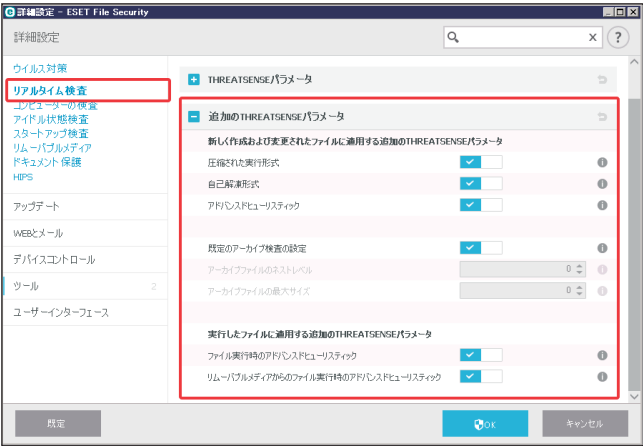 詳細設定 - ESET File Security
詳細設定
ウイルス対策
リアルタイム検査
コンピューターの検査
アイドル状態検査
スタートアップ検査
リムーバブルメディア
ドキュメント保護
HIPS
アップデート
WEBとメール
デバイスコントロール
ツール 2
ユーザーインターフェース
THREATSENSEパラメータ
追加のTHREATSENSEパラメータ
新しく作成および変更されたファイルに適用する追加のTHREATSENSEパラメータ
圧縮された実行形式
自己解凍形式
アドバンスドヒューリスティック
既定のアーカイブ検査の設定
アーカイブファイルのネストレベル 0
アーカイブファイルの最大サイズ 0
実行したファイルに適用する追加のTHREATSENSEパラメータ
ファイル実行時のアドバンスドヒューリスティック
リムーバブルメディアからのファイル実行時のアドバンスドヒューリスティック
既定
OK
キャンセル